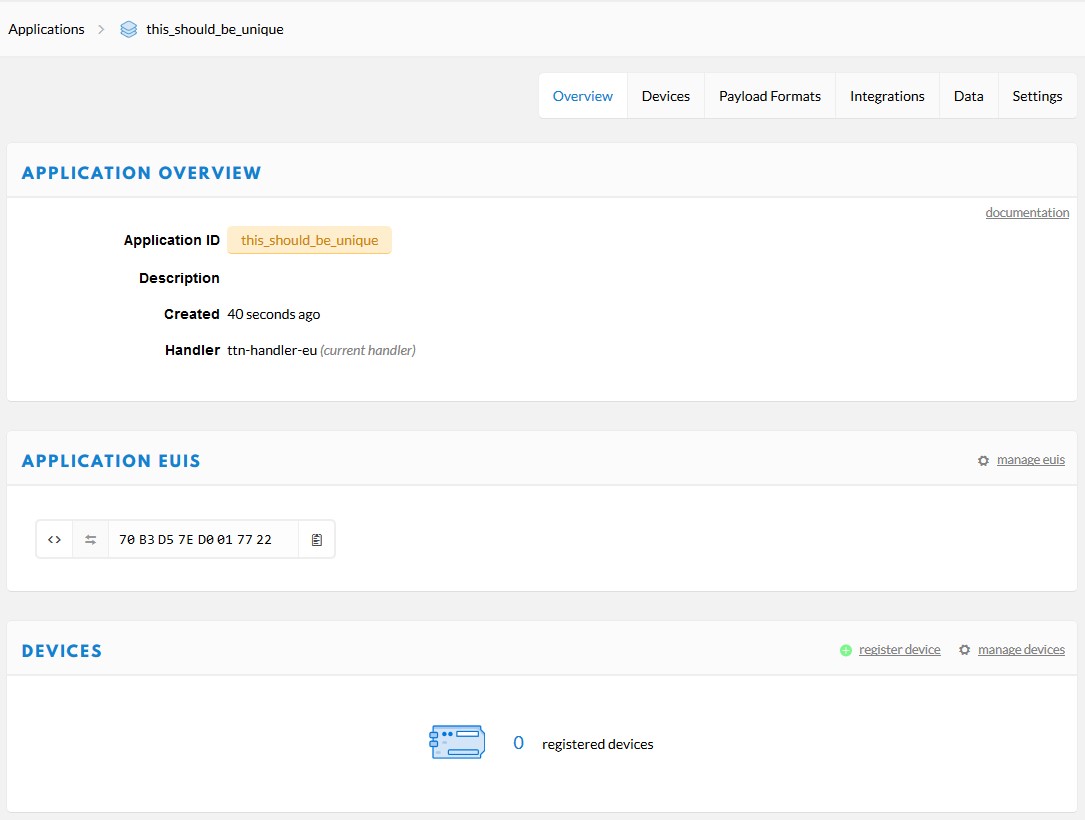 Applications > this_should_be_unique
Overview Devices Payload Formats Integrations Data Settings
APPLICATION OVERVIEW
documentation
Application ID this_should_be_unique
Description
Created 40 seconds ago
Handler ttn-handler-eu (current handler)
APPLICATION EUIS manage euis
<> 70 B3 D5 7E D0 01 77 22
DEVICES register device manage devices
0 registered devices